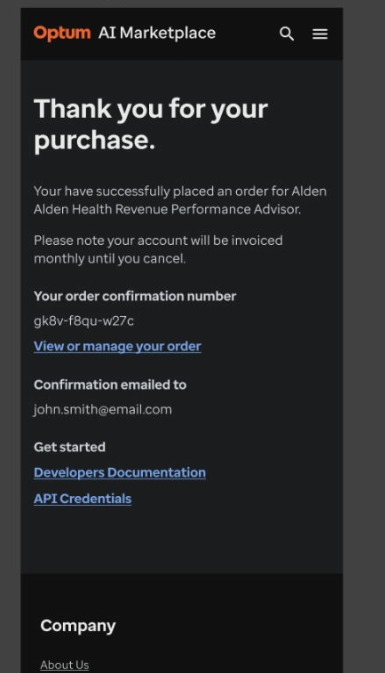 Optum AI Marketplace
Thank you for your
purchase.
Your have successfully placed an order for Alden
Alden Health Revenue Performance Advisor.
Please note your account will be invoiced
monthly until you cancel.
Your order confirmation number
gk8v-f8qu-w27c
View or manage your order
Confirmation emailed to
john.smith@email.com
Get started
Developers Documentation
API Credentials
Company
About Us